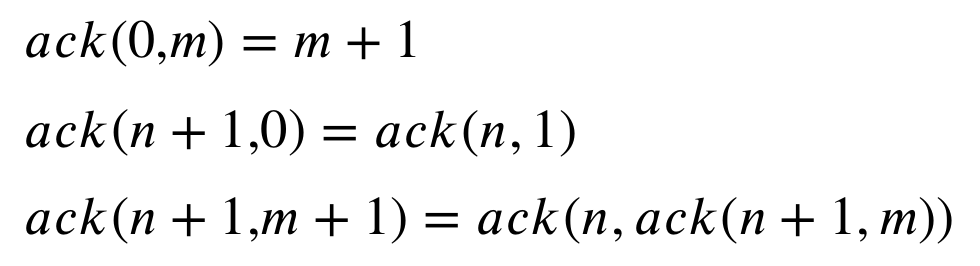 ack(0,m) = m + 1
ack(n + 1,0) = ack(n, 1)
ack(n + 1,m + 1) = ack(n, ack(n + 1, m))